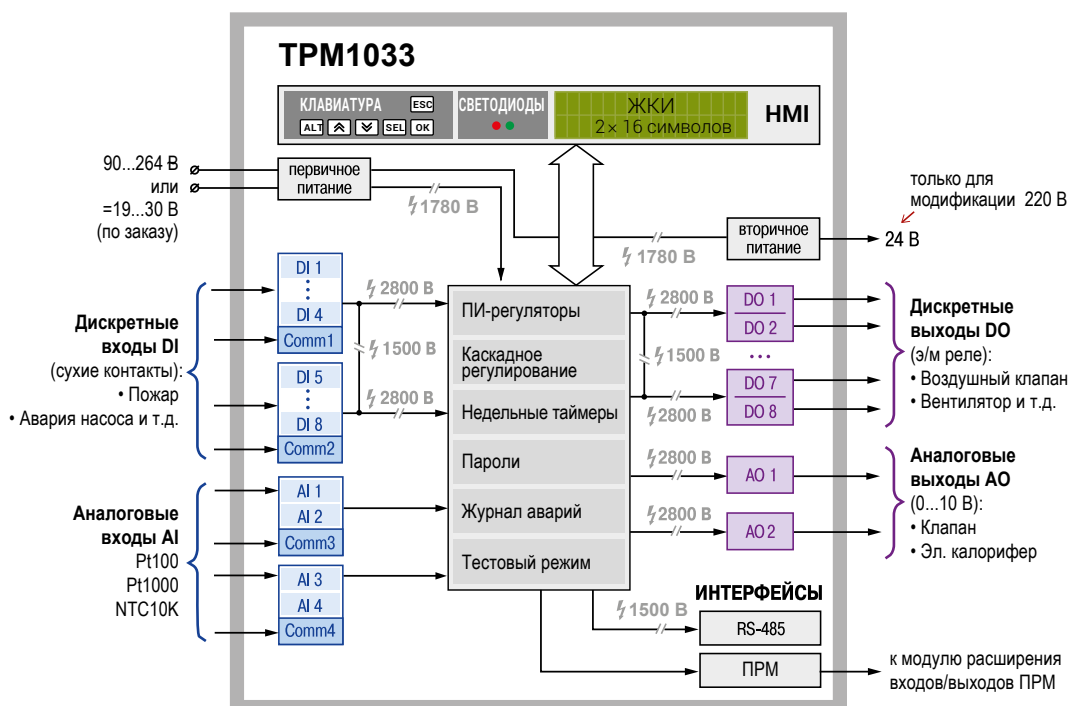 ТРМ1033
КЛАВИАТУРА
ESC
ALT
SEL
OK
СВЕТОДИОДЫ
ЖКИ
2× 16 символов
HMI
90...264 В
или
=19...30 В
(по заказу)
первичное
питание
1780 В
1780 В
вторичное
питание
только для
модификации 220 В
24 В
Дискретные
входы DI
(сухие контакты):
• Пожар
• Авария насоса и т.д.
DI 1
DI 4
Comm1
DI 5
DI 8
Comm2
2800 В
1500 В
2800 В
Аналоговые
входы AI
Pt100
Pt1000
NTC10K
AI 1
AI 2
Comm3
AI 3
AI 4
Comm4
ПИ-регуляторы
Каскадное
регулирование
Недельные таймеры
Пароли
Журнал аварий
Тестовый режим
2800 В
1500 В
2800 В
2800 В
2800 В
DO 1
DO 2
...
DO 7
DO 8
AO 1
AO 2
Дискретные
выходы DO
(э/м реле):
• Воздушный клапан
• Вентилятор и т.д.
Аналоговые
выходы AO
(0...10 В):
• Клапан
• Эл. калорифер
ИНТЕРФЕЙСЫ
1500 В
RS-485
ПРМ
к модулю расширения
входов/выходов ПРМ